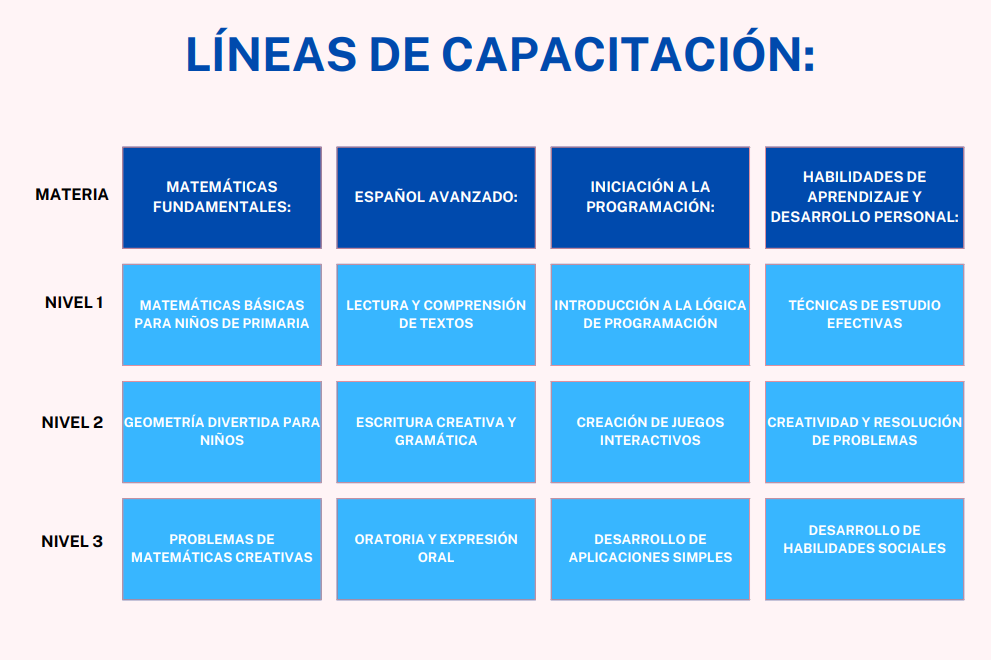 LÍNEAS DE CAPACITACIÓN:
MATERIA
MATEMÁTICAS
FUNDAMENTALES:
ESPAÑOL AVANZADO:
INICIACIÓN A LA
PROGRAMACIÓN:
HABILIDADES DE
APRENDIZAJE Y
DESARROLLO PERSONAL:
NIVEL 1
MATEMÁTICAS BÁSICAS
PARA NIÑOS DE PRIMARIA
LECTURA Y COMPRENSIÓN
DE TEXTOS
INTRODUCCIÓN A LA LÓGICA
DE PROGRAMACIÓN
TÉCNICAS DE ESTUDIO
EFECTIVAS
NIVEL 2
GEOMETRÍA DIVERTIDA PARA
NIÑOS
ESCRITURA CREATIVA Y
GRAMÁTICA
CREACIÓN DE JUEGOS
INTERACTIVOS
CREATIVIDAD Y RESOLUCIÓN
DE PROBLEMAS
NIVEL 3
PROBLEMAS DE
MATEMÁTICAS CREATIVAS
ORATORIA Y EXPRESIÓN
ORAL
DESARROLLO DE
APLICACIONES SIMPLES
DESARROLLO DE
HABILIDADES SOCIALES